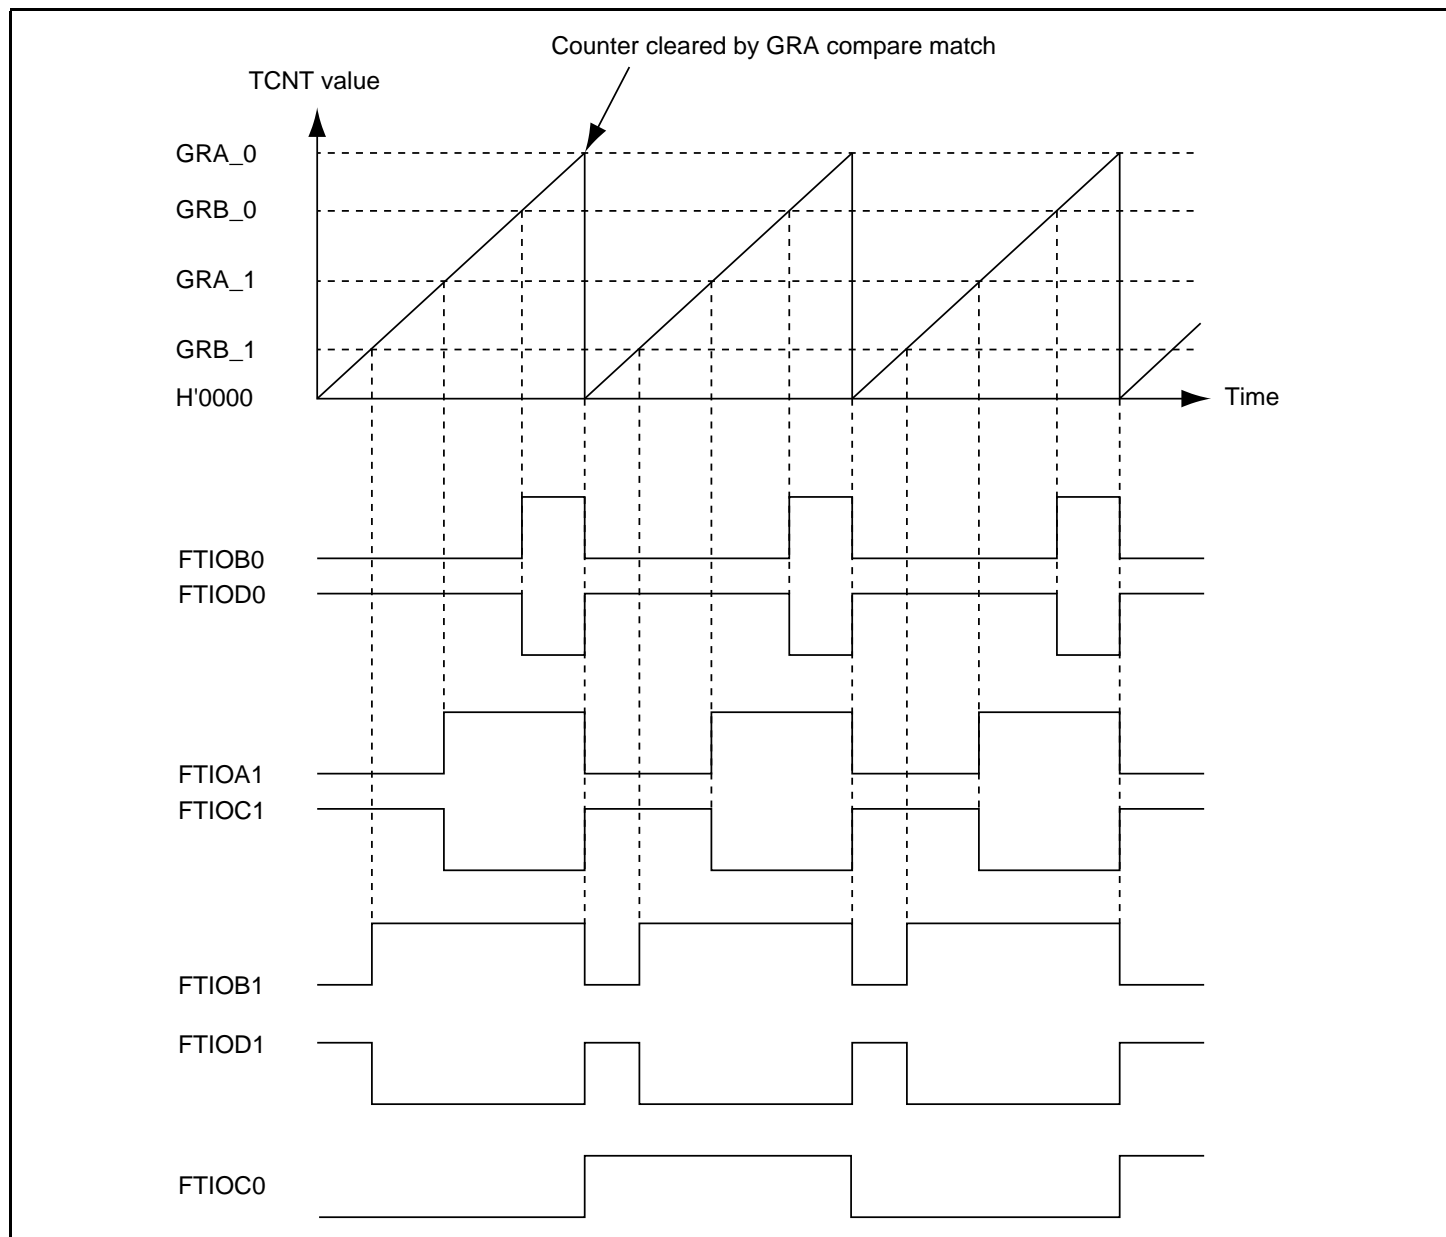 Counter cleared by GRA compare match
TCNT value
GRA_0
GRB_0
GRA_1
GRB_1
H'0000
Time
FTIOB0
FTIOD0
FTIOA1
FTIOC1
FTIOB1
FTIOD1
FTIOC0